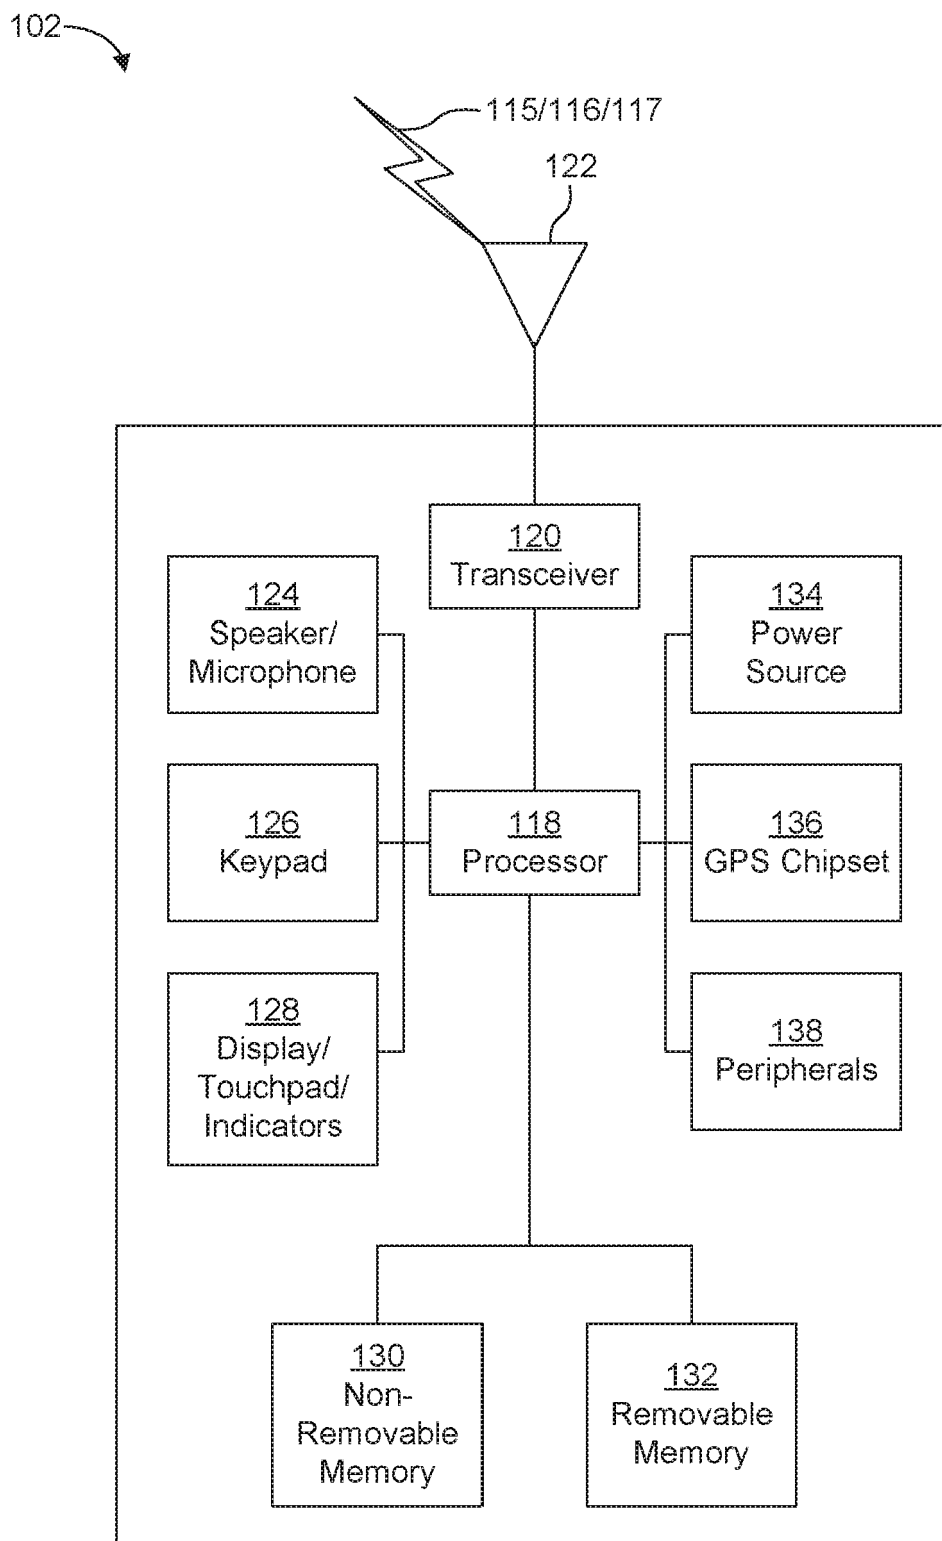 102
115/116/117
122
120
Transceiver
124
Speaker/
Microphone
134
Power
Source
126
Keypad
118
Processor
136
GPS Chipset
128
Display/
Touchpad/
Indicators
138
Peripherals
130
Non-
Removable
Memory
132
Removable
Memory